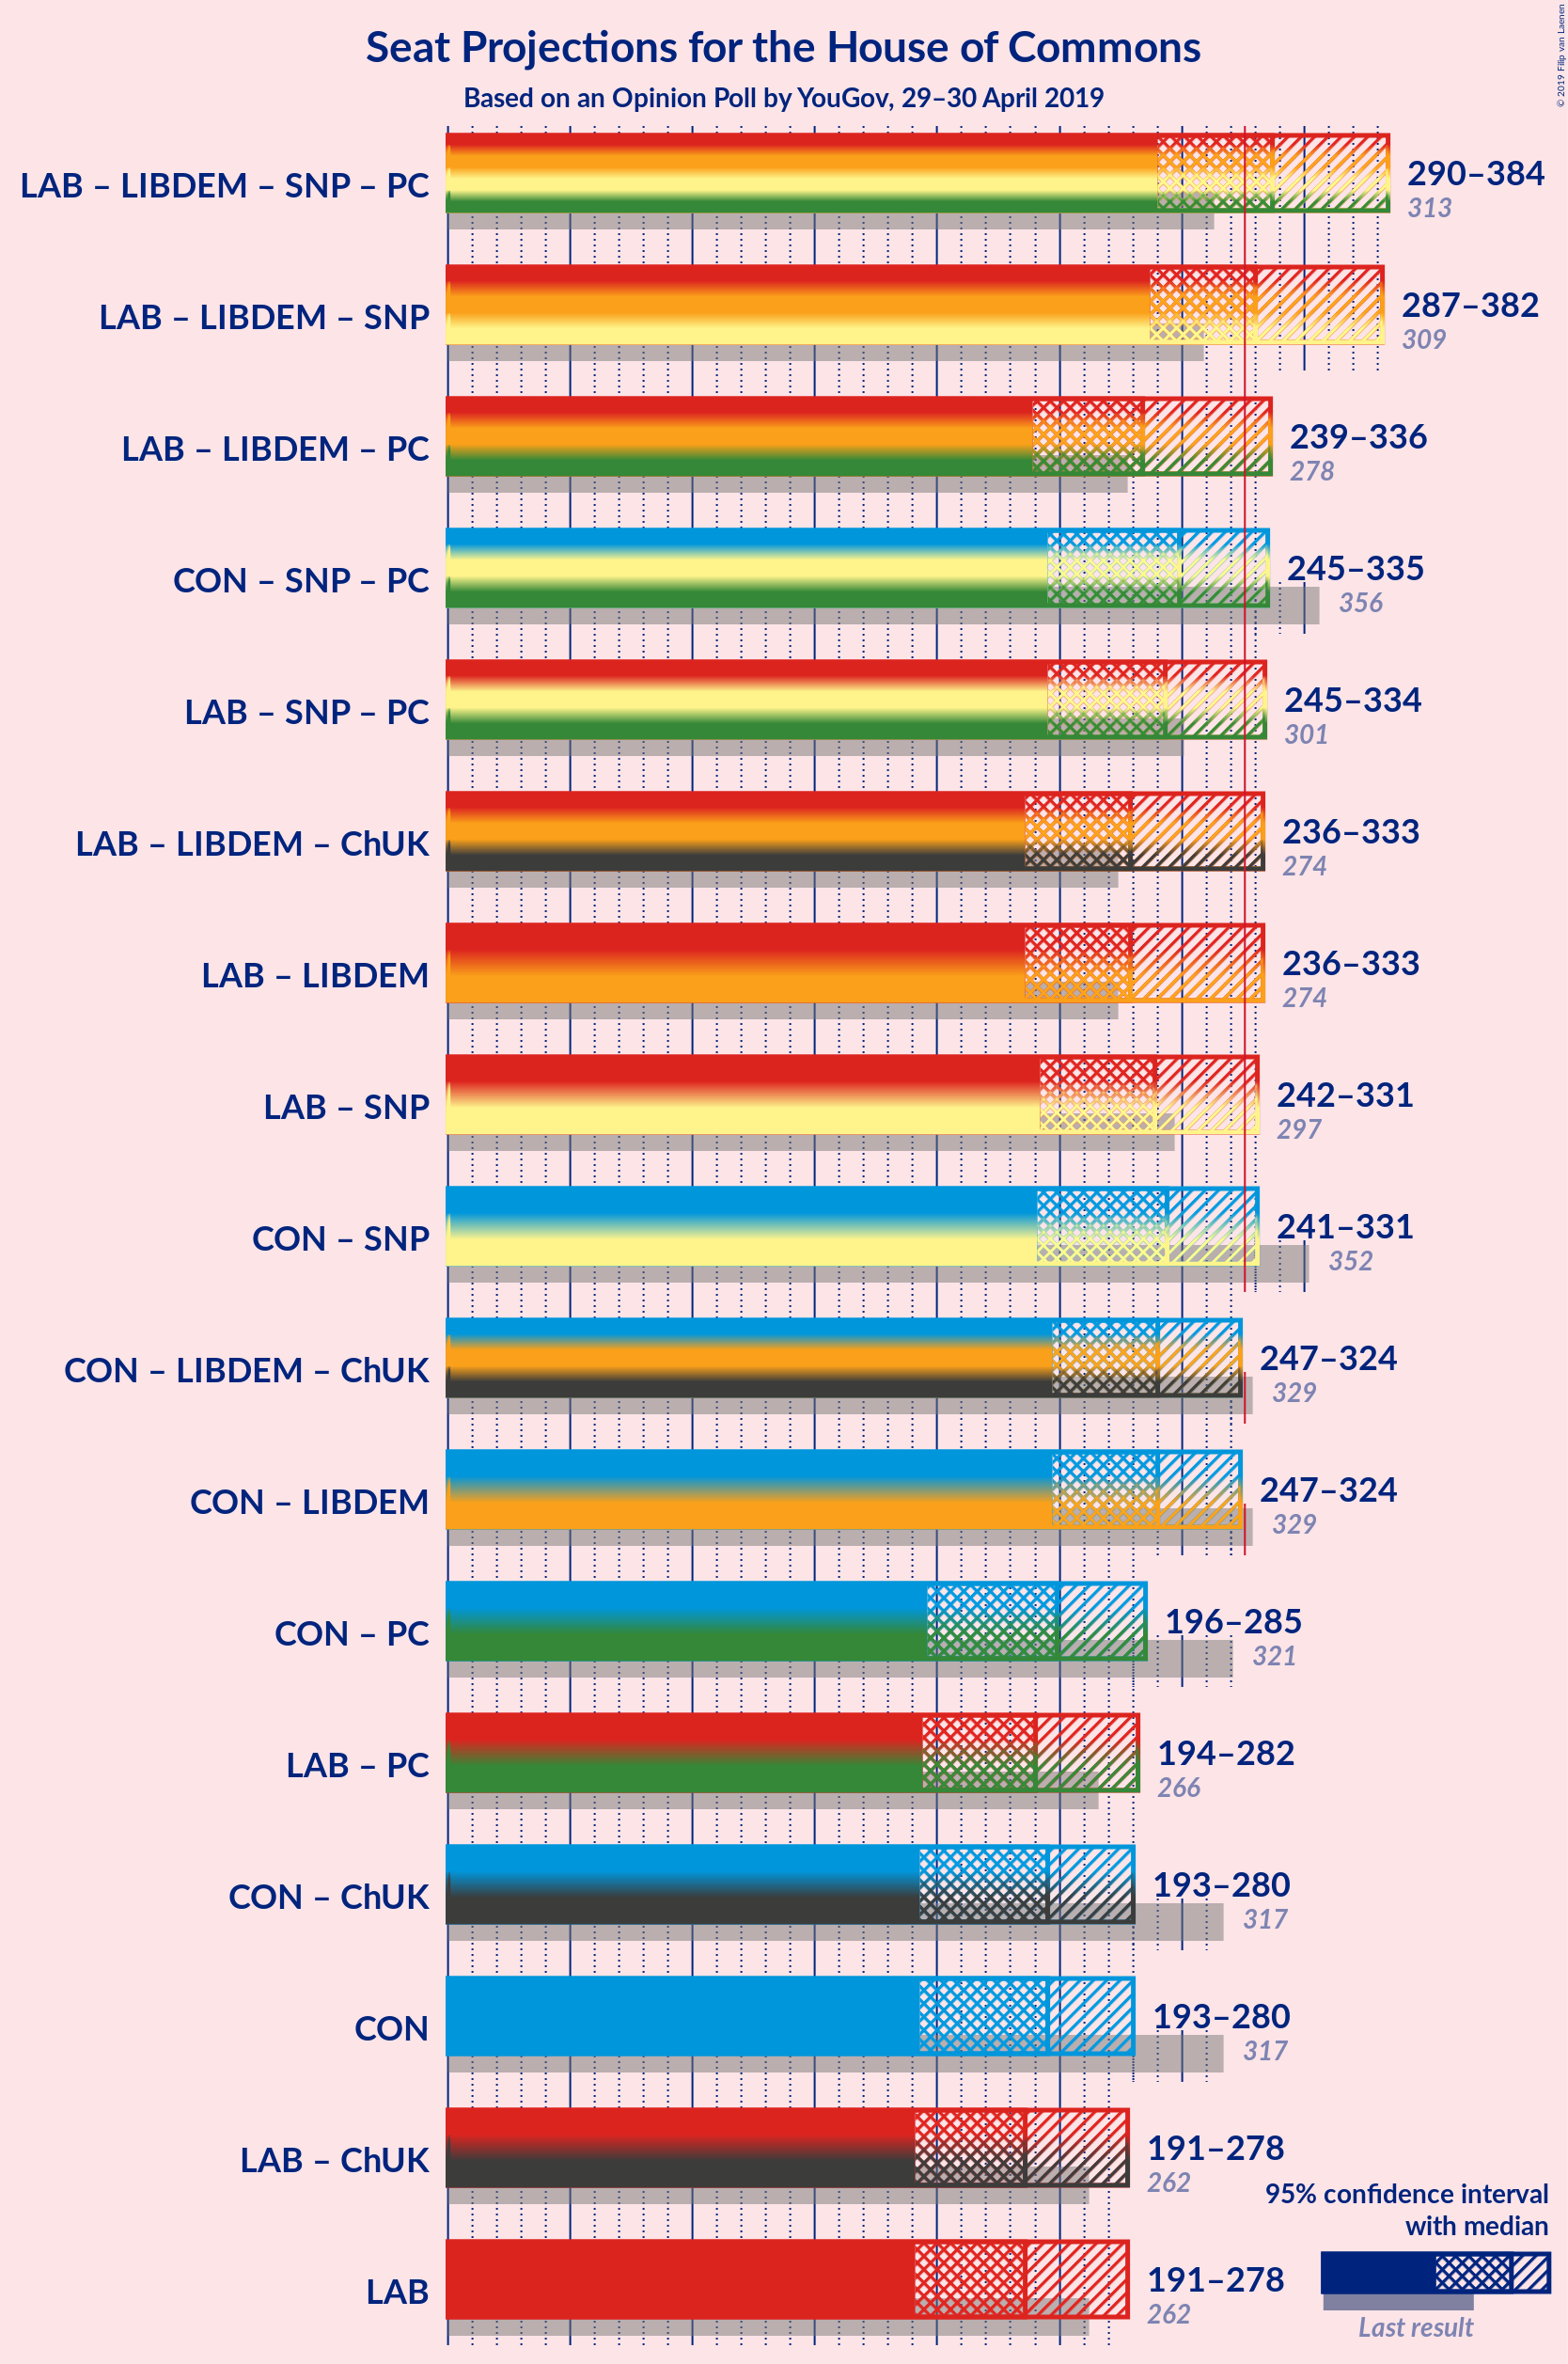 Seat Projections for the House of Commons
Based on an Opinion Poll by YouGov, 29–30 April 2019
© 2019 Filip van Laenen
LAB – LIBDEM – SNP – PC
290–384
313
LAB – LIBDEM – SNP
287–382
309
LAB – LIBDEM – PC
239–336
278
CON – SNP – PC
245–335
356
LAB – SNP – PC
245–334
301
LAB – LIBDEM – ChUK
236–333
274
LAB – LIBDEM
236–333
274
LAB – SNP
242–331
297
CON – SNP
241–331
352
CON – LIBDEM – ChUK
247–324
329
CON – LIBDEM
247–324
329
CON – PC
196–285
321
LAB – PC
194–282
266
CON – ChUK
193–280
317
CON
193–280
317
LAB – ChUK
191–278
262
LAB
191–278
262
95% confidence interval
with median
Last result